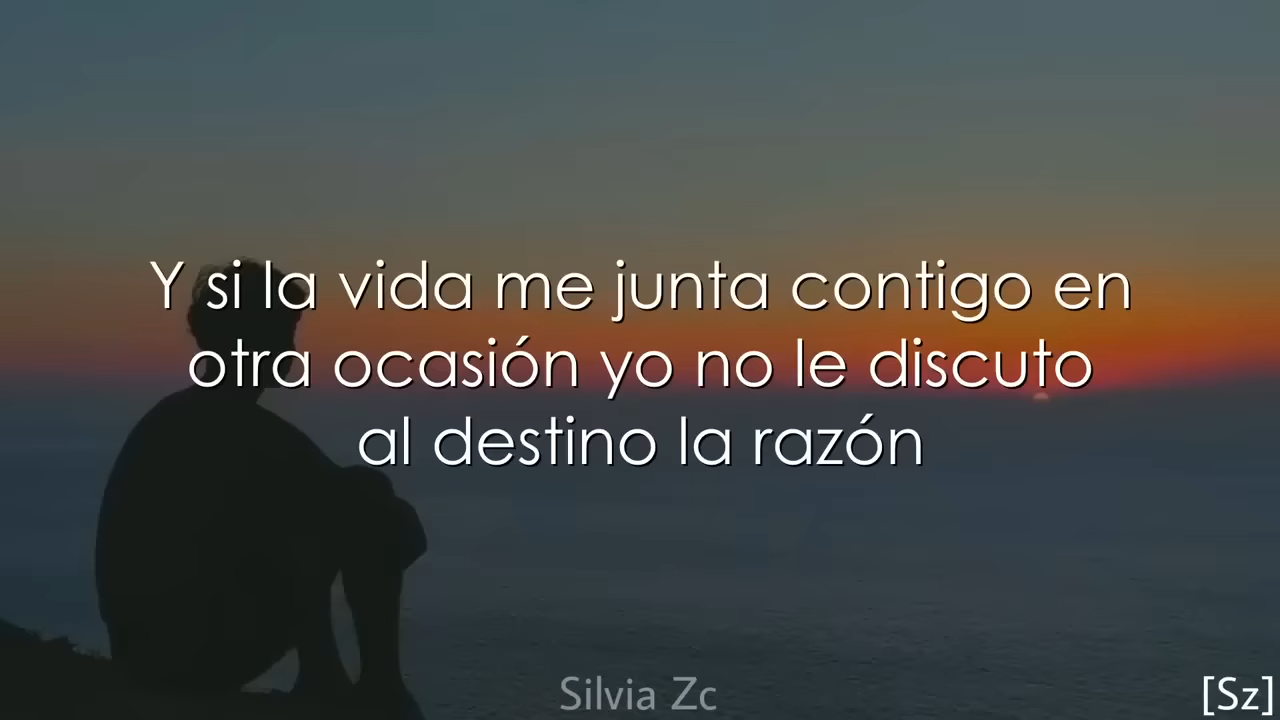 Y si la vida me junta contigo en
otra ocasión yo no le discuto
al destino la razón
Silvia Zc
[Sz]